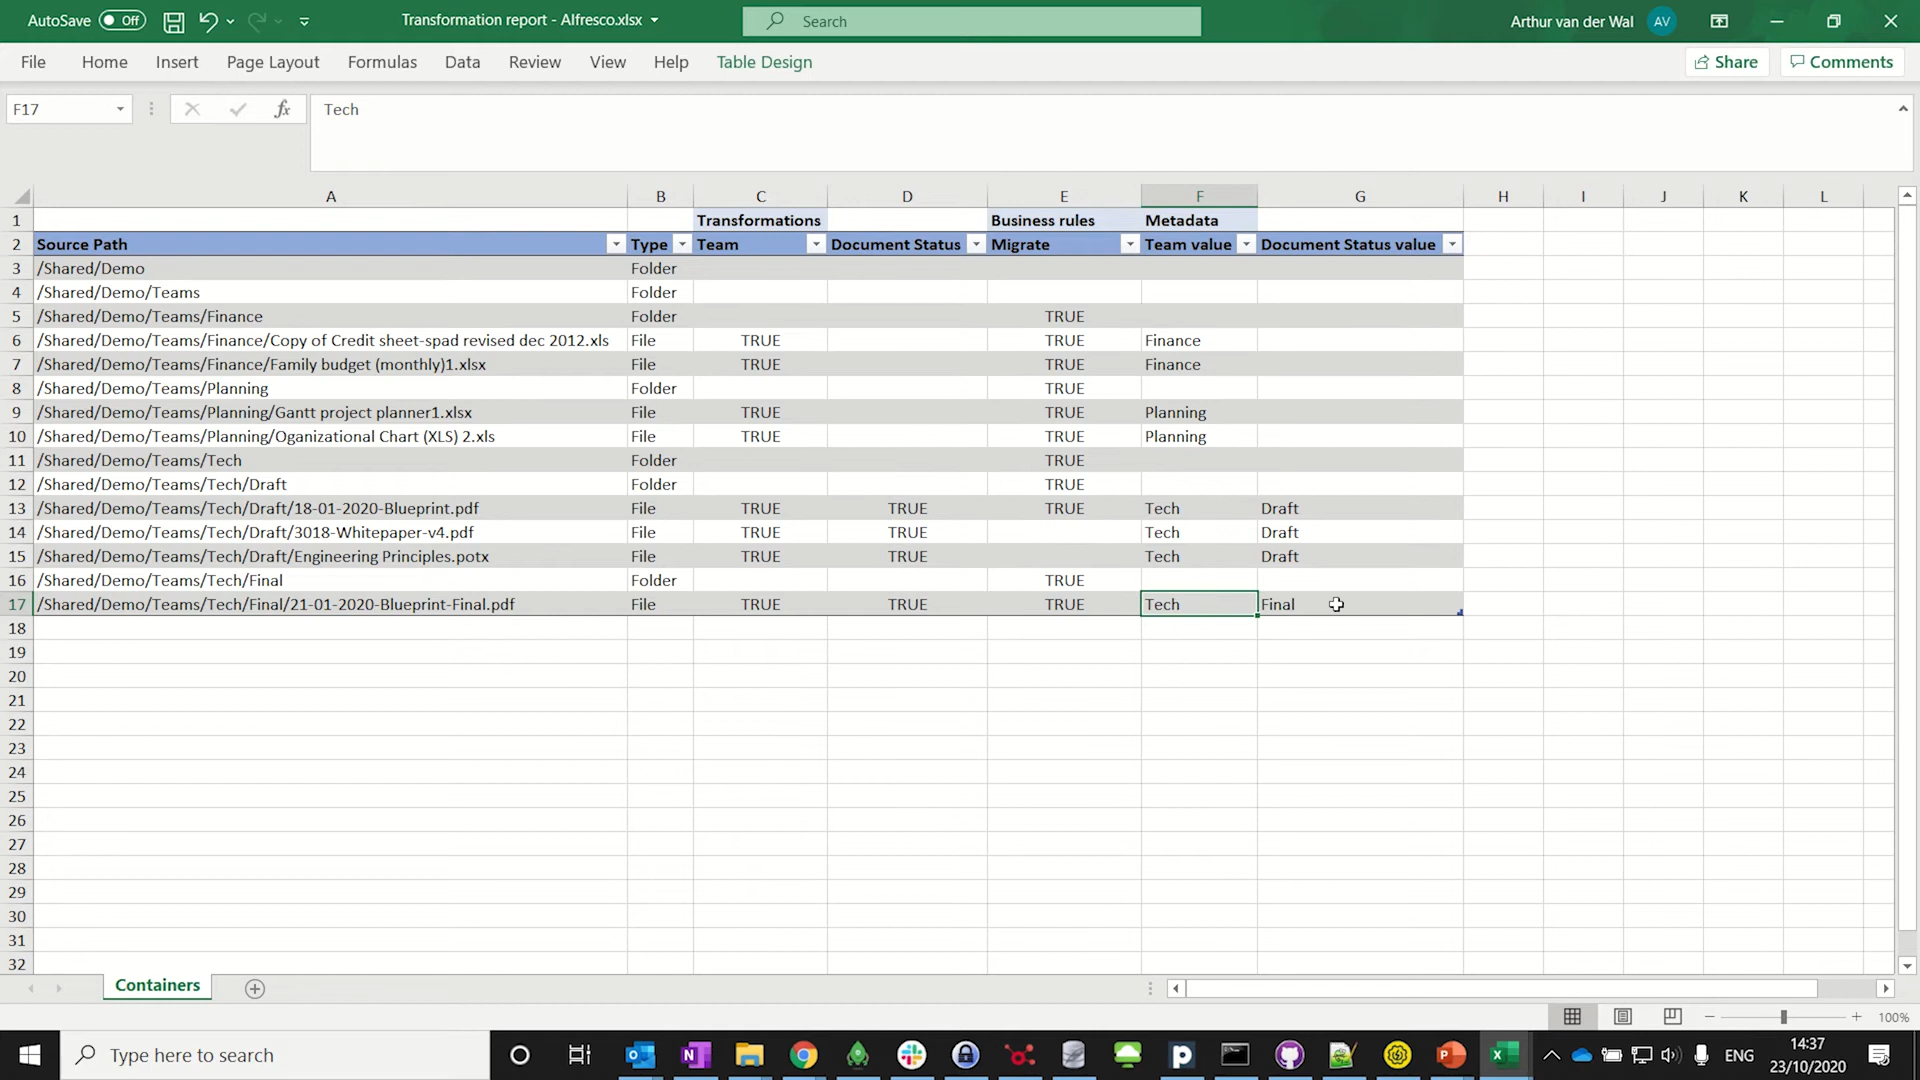 AutoSave Off Transformation report - Alfresco.xlsx Search Arthur van der Wal AV
File Home Insert Page Layout Formulas Data Review View Help Table Design Share Comments
F17 fx Tech
A B C D E F G H I J K L
1 Transformations Business rules Metadata
2 Source Path Type Team Document Status Migrate Team value Document Status value
3 /Shared/Demo Folder
4 /Shared/Demo/Teams Folder
5 /Shared/Demo/Teams/Finance Folder TRUE
6 /Shared/Demo/Teams/Finance/Copy of Credit sheet-spad revised dec 2012.xls File TRUE TRUE Finance
7 /Shared/Demo/Teams/Finance/Family budget (monthly)1.xlsx File TRUE TRUE Finance
8 /Shared/Demo/Teams/Planning Folder TRUE
9 /Shared/Demo/Teams/Planning/Gantt project planner1.xlsx File TRUE TRUE Planning
10 /Shared/Demo/Teams/Planning/Oganizational Chart (XLS) 2.xls File TRUE TRUE Planning
11 /Shared/Demo/Teams/Tech Folder TRUE
12 /Shared/Demo/Teams/Tech/Draft Folder TRUE
13 /Shared/Demo/Teams/Tech/Draft/18-01-2020-Blueprint.pdf File TRUE TRUE TRUE Tech Draft
14 /Shared/Demo/Teams/Tech/Draft/3018-Whitepaper-v4.pdf File TRUE TRUE Tech Draft
15 /Shared/Demo/Teams/Tech/Draft/Engineering Principles.potx File TRUE TRUE Tech Draft
16 /Shared/Demo/Teams/Tech/Final Folder TRUE
17 /Shared/Demo/Teams/Tech/Final/21-01-2020-Blueprint-Final.pdf File TRUE TRUE TRUE Tech Final
18
19
20
21
22
23
24
25
26
27
28
29
30
31
32
Containers
100%
Type here to search ENG 14:37
23/10/2020